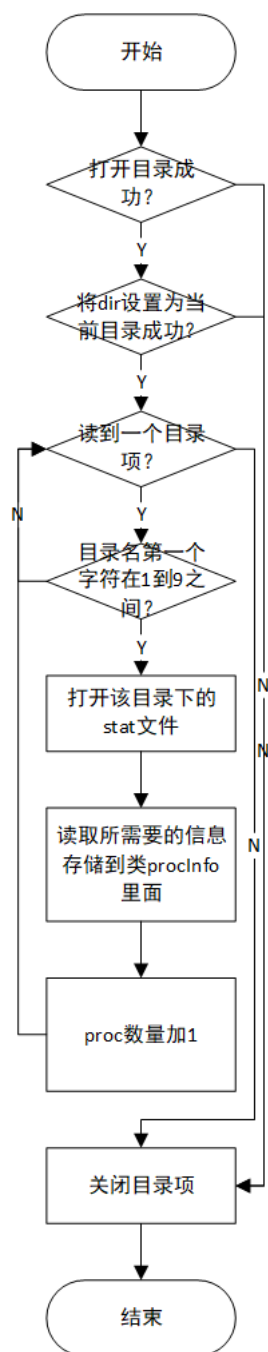 开始
打开目录成
功？
Y
将dir设置为当
前目录成功？
Y
读到一个目录
项？
N
Y
目录名第一个
字符在1到9之
间？
Y
打开该目录下的
stat文件
N
N
N
读取所需要的信息
存储到类procInfo
里面
proc数量加1
关闭目录项
结束